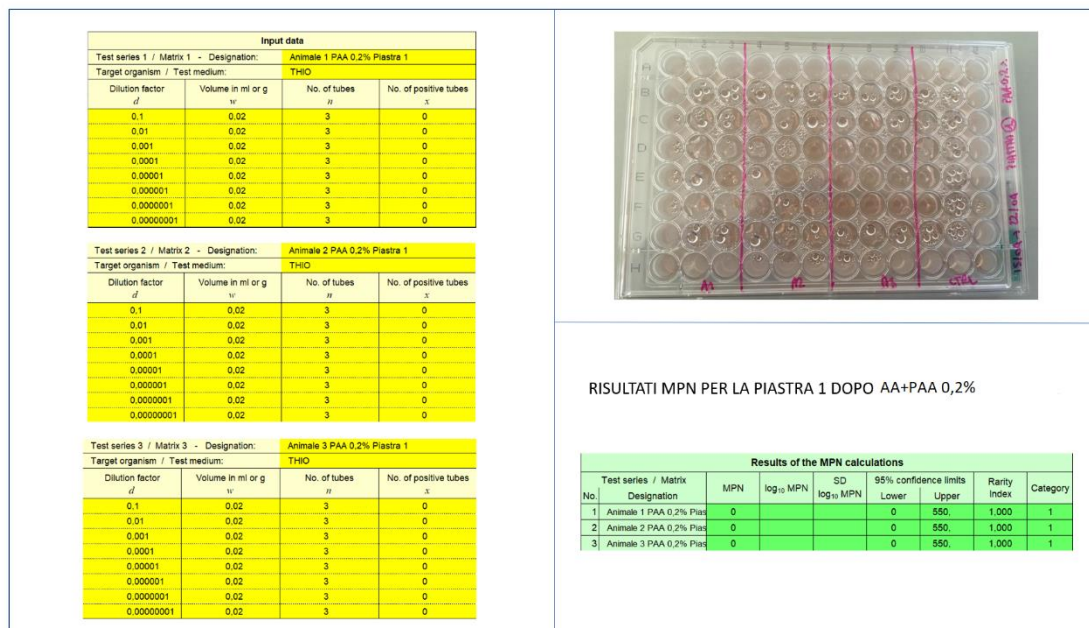 Input data
Test series 1 / Matrix 1 - Designation: Animale 1 PAA 0,2% Piastra 1
Target organism / Test medium: THIO
Dilution factor Volume in ml or g No. of tubes No. of positive tubes
d w n x
0,1 0,02 3 0
0,01 0,02 3 0
0,001 0,02 3 0
0,0001 0,02 3 0
0,00001 0,02 3 0
0,000001 0,02 3 0
0,0000001 0,02 3 0
0,00000001 0,02 3 0
Test series 2 / Matrix 2 - Designation: Animale 2 PAA 0,2% Piastra 1
Target organism / Test medium: THIO
Dilution factor Volume in ml or g No. of tubes No. of positive tubes
d w n x
0,1 0,02 3 0
0,01 0,02 3 0
0,001 0,02 3 0
0,0001 0,02 3 0
0,00001 0,02 3 0
0,000001 0,02 3 0
0,0000001 0,02 3 0
0,00000001 0,02 3 0
Test series 3 / Matrix 3 - Designation: Animale 3 PAA 0,2% Piastra 1
Target organism / Test medium: THIO
Dilution factor Volume in ml or g No. of tubes No. of positive tubes
d w n x
0,1 0,02 3 0
0,01 0,02 3 0
0,001 0,02 3 0
0,0001 0,02 3 0
0,00001 0,02 3 0
0,000001 0,02 3 0
0,0000001 0,02 3 0
0,00000001 0,02 3 0
A
B
C
D
E
F
G
H
A1 A2 A3 CTRL
PAA 0,2%
RISULTATI MPN PER LA PIASTRA 1 DOPO AA+PAA 0,2%
Results of the MPN calculations
Test series / Matrix MPN log10 MPN SD log10 MPN 95% confidence limits Rarity Index Category
No. Designation Lower Upper
1 Animale 1 PAA 0,2% Pias 0 0 550, 1,000 1
2 Animale 2 PAA 0,2% Pias 0 0 550, 1,000 1
3 Animale 3 PAA 0,2% Pias 0 0 550, 1,000 1